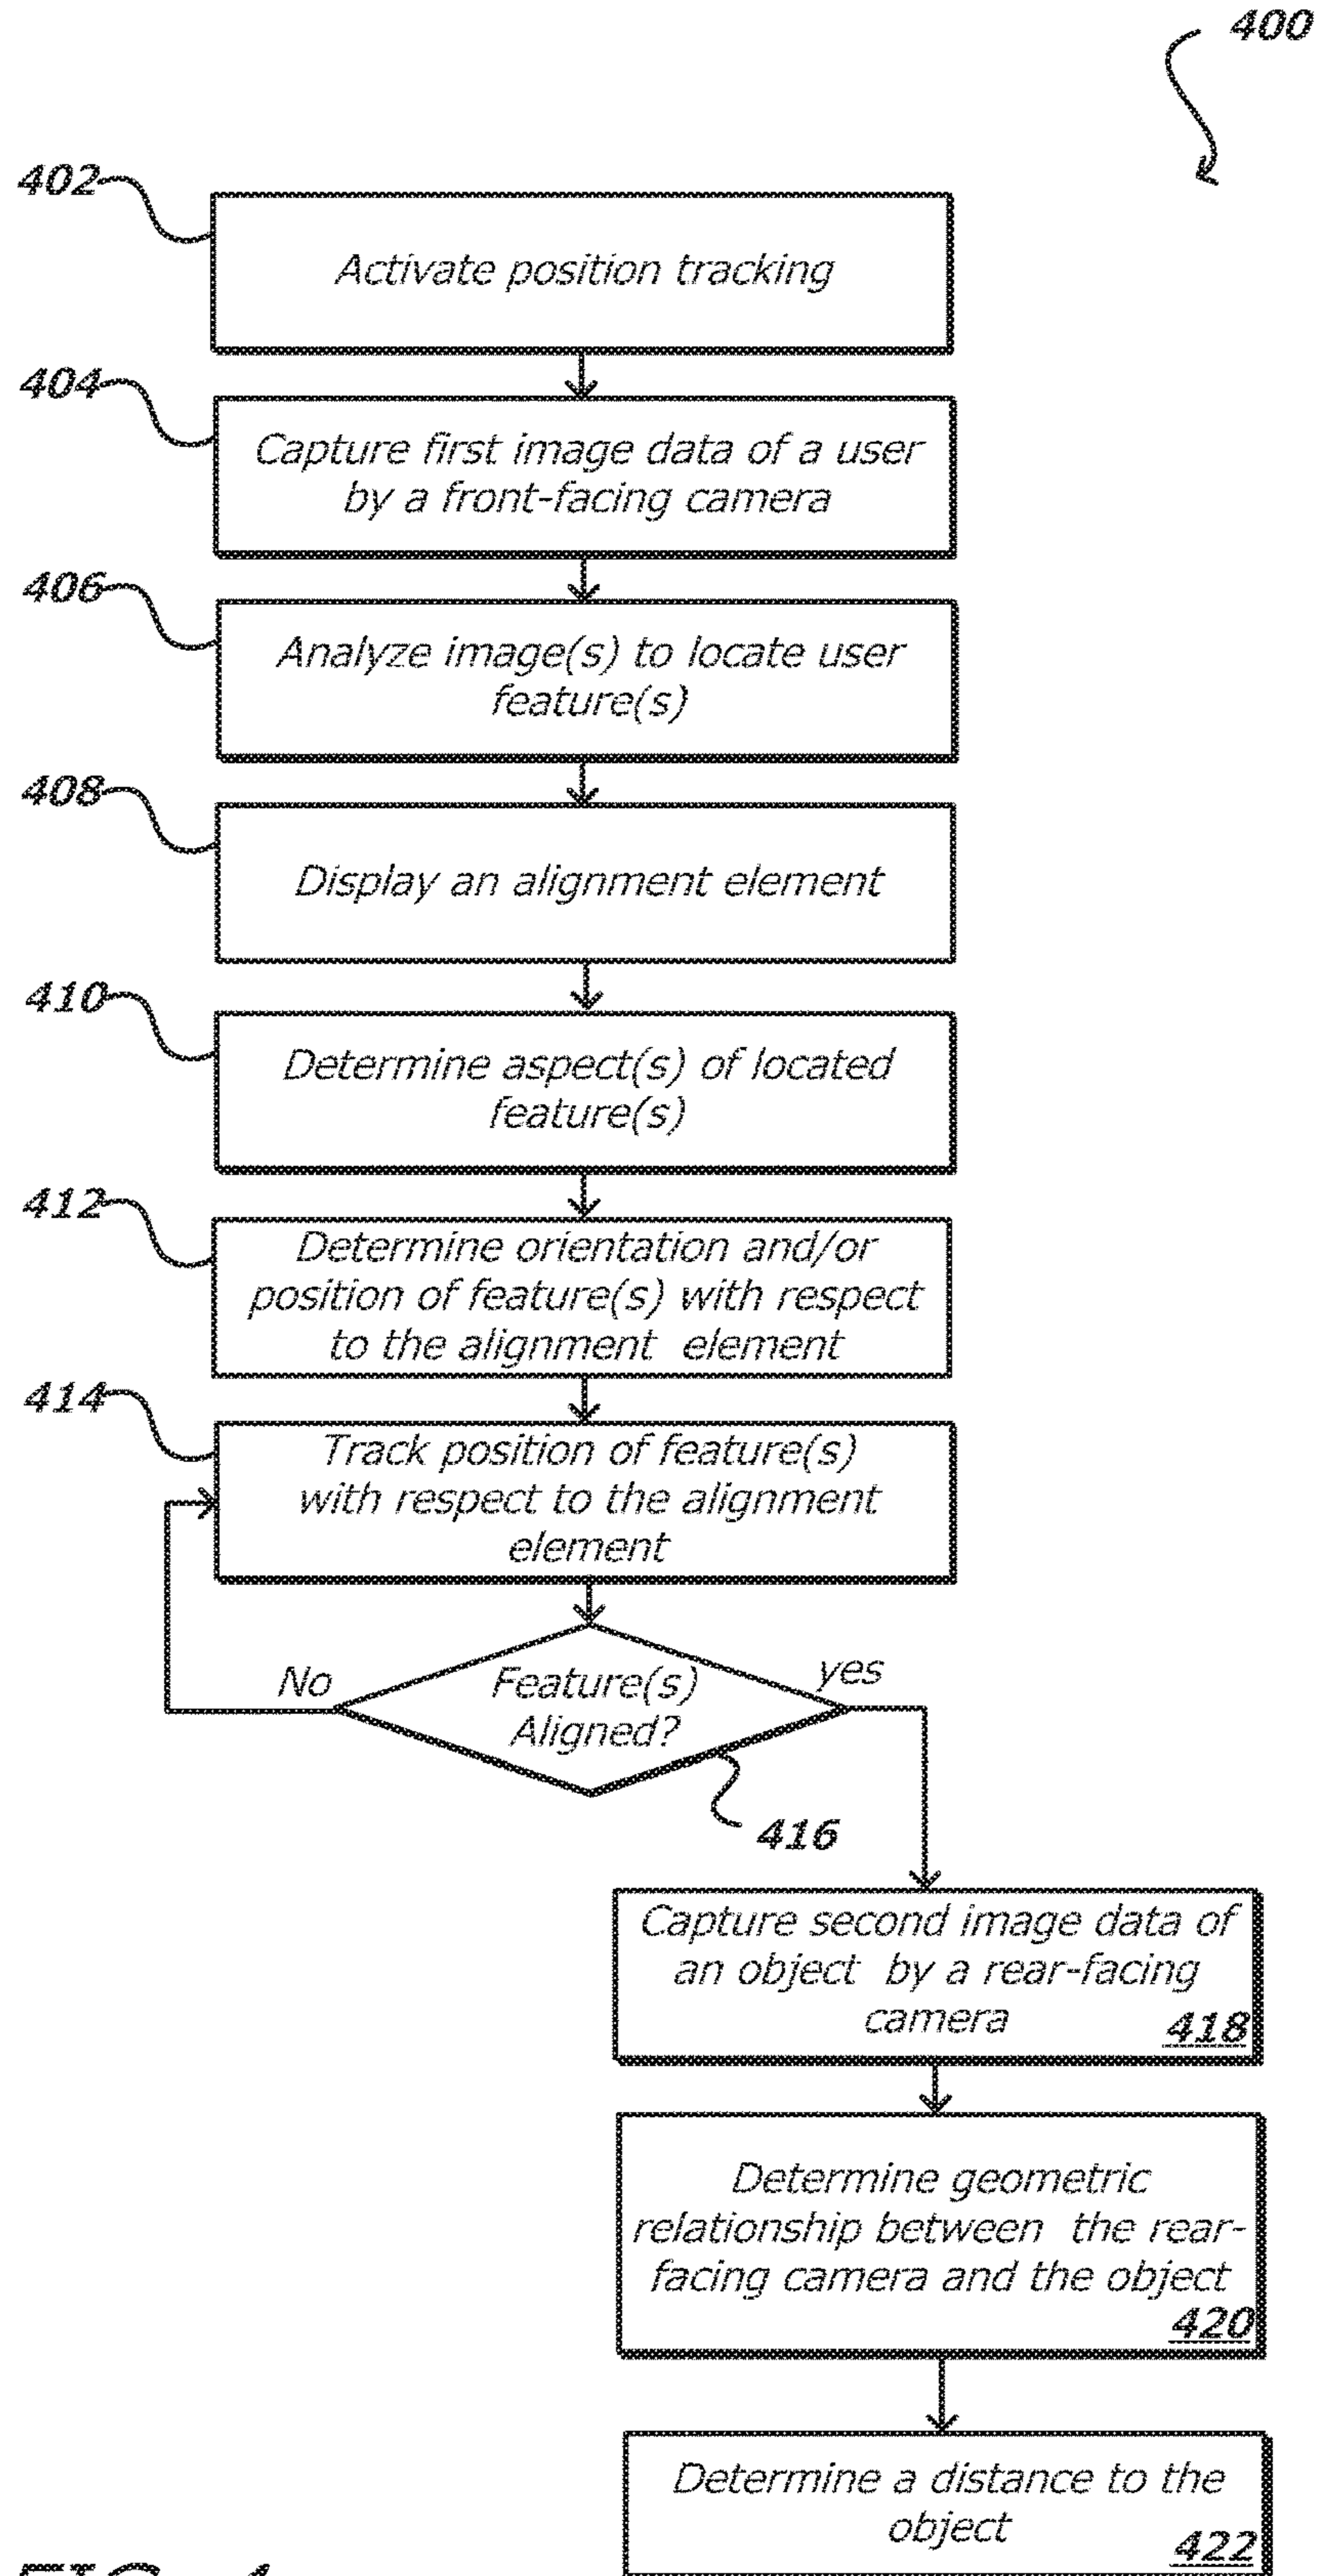 400
402
Activate position tracking
404
Capture first image data of a user
by a front-facing camera
406
Analyze image(s) to locate user
feature(s)
408
Display an alignment element
410
Determine aspect(s) of located
feature(s)
412
Determine orientation and/or
position of feature(s) with respect
to the alignment element
414
Track position of feature(s)
with respect to the alignment
element
No
Feature(s)
Aligned?
yes
416
Capture second image data of
an object by a rear-facing
camera
418
Determine geometric
relationship between the rear-
facing camera and the object
420
Determine a distance to the
object
422